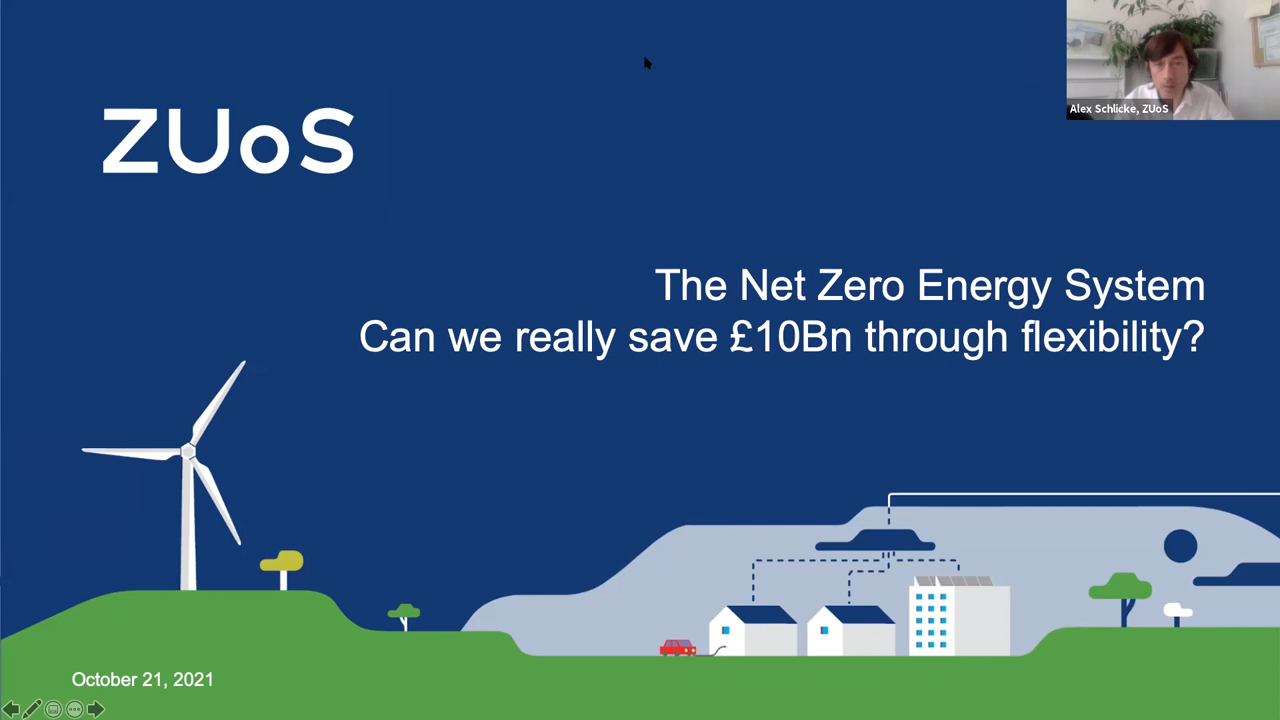 Alex Schlicke, ZUoS
ZUoS
The Net Zero Energy System
Can we really save £10Bn through flexibility?
October 21, 2021